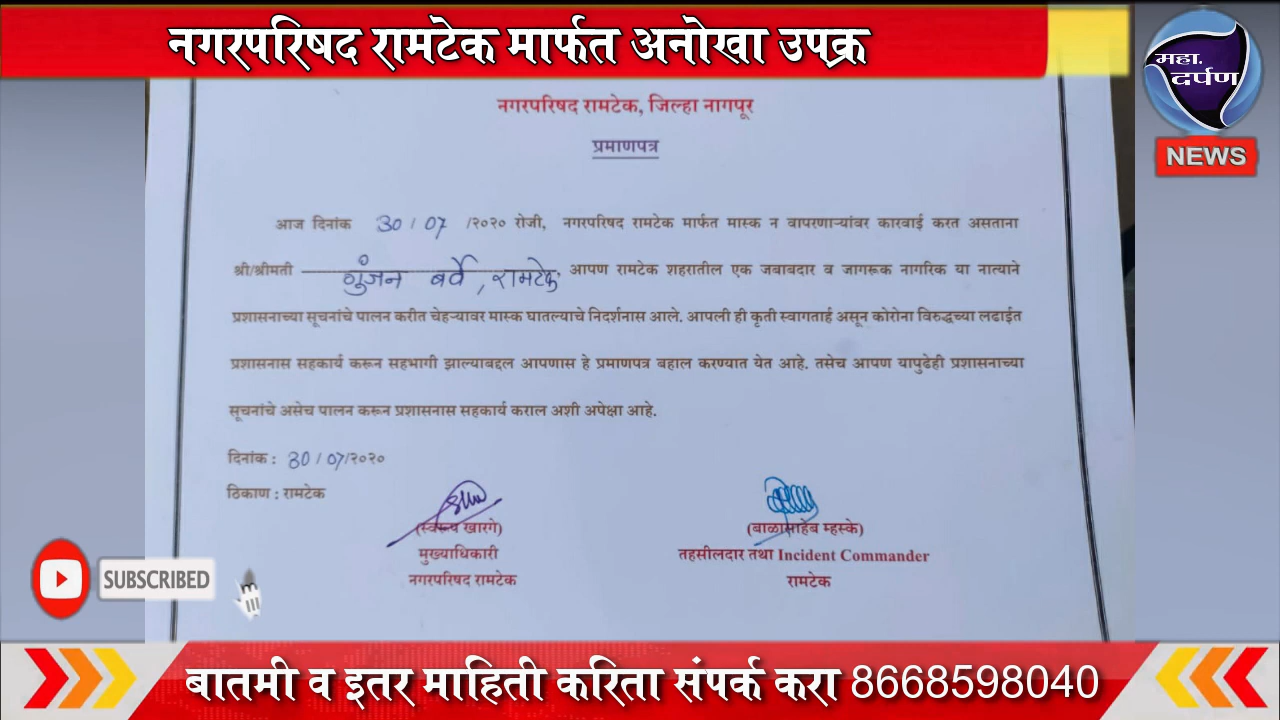 नगरपरिषद रामटेक मार्फत अनोखा उपक्र
महा.
दर्पण
NEWS
नगरपरिषद रामटेक, जिल्हा नागपूर
प्रमाणपत्र
आज दिनांक 30/07/२०२० रोजी, नगरपरिषद रामटेक मार्फत मास्क न वापरणाऱ्यांवर कारवाई करत असताना
श्री/श्रीमती गुंजन बर्वे, रामटेक आपण रामटेक शहरातील एक जबाबदार व जागरूक नागरिक या नात्याने
प्रशासनाच्या सूचनांचे पालन करीत चेहऱ्यावर मास्क घातल्याचे निदर्शनास आले. आपली ही कृती स्वागतार्ह असून कोरोना विरुद्धच्या लढाईत
प्रशासनास सहकार्य करून सहभागी झाल्याबद्दल आपणास हे प्रमाणपत्र बहाल करण्यात येत आहे. तसेच आपण यापुढेही प्रशासनाच्या
सूचनांचे असेच पालन करून प्रशासनास सहकार्य कराल अशी अपेक्षा आहे.
दिनांक : 30/07/२०२०
ठिकाण : रामटेक
(स्वरूप खारगे) (बाळासाहेब म्हस्के)
मुख्याधिकारी तहसीलदार तथा Incident Commander
नगरपरिषद रामटेक रामटेक
SUBSCRIBED
बातमी व इतर माहिती करिता संपर्क करा 8668598040